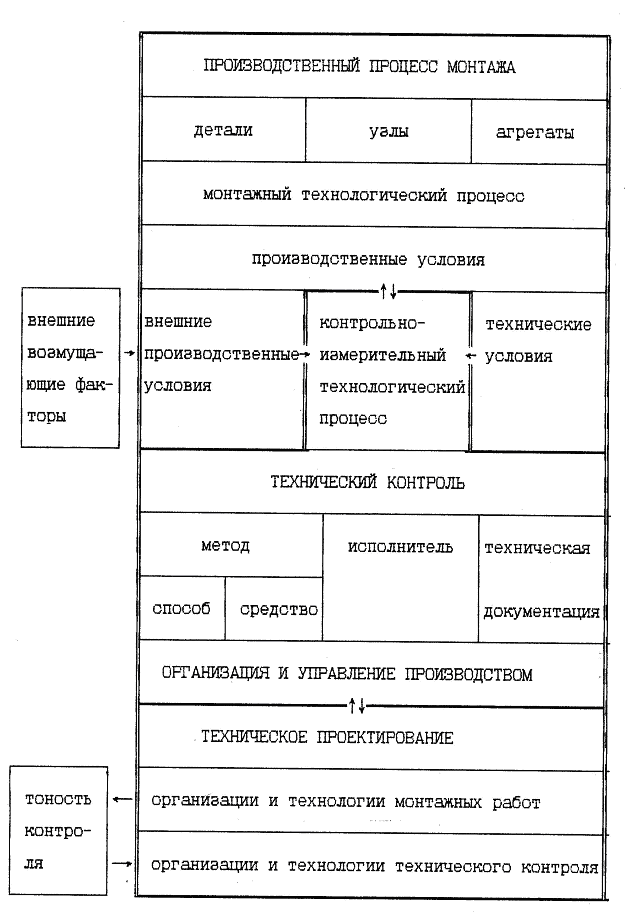 ПРОИЗВОДСТВЕННЫЙ ПРОЦЕСС МОНТАЖА
детали
узлы
агрегаты
монтажный технологический процесс
производственные условия
↑↓
внешние
возмуща-
ющие фак-
торы
→
внешние
производственные→
условия
контрольно-
измерительный
технологический
процесс
технические
←условия
ТЕХНИЧЕСКИЙ КОНТРОЛЬ
метод
исполнитель
техническая
документация
способ
средство
ОРГАНИЗАЦИЯ И УПРАВЛЕНИЕ ПРОИЗВОДСТВОМ
↑↓
ТЕХНИЧЕСКОЕ ПРОЕКТИРОВАНИЕ
тоность
контро-
ля
← организации и технологии монтажных работ
→ организации и технологии технического контроля